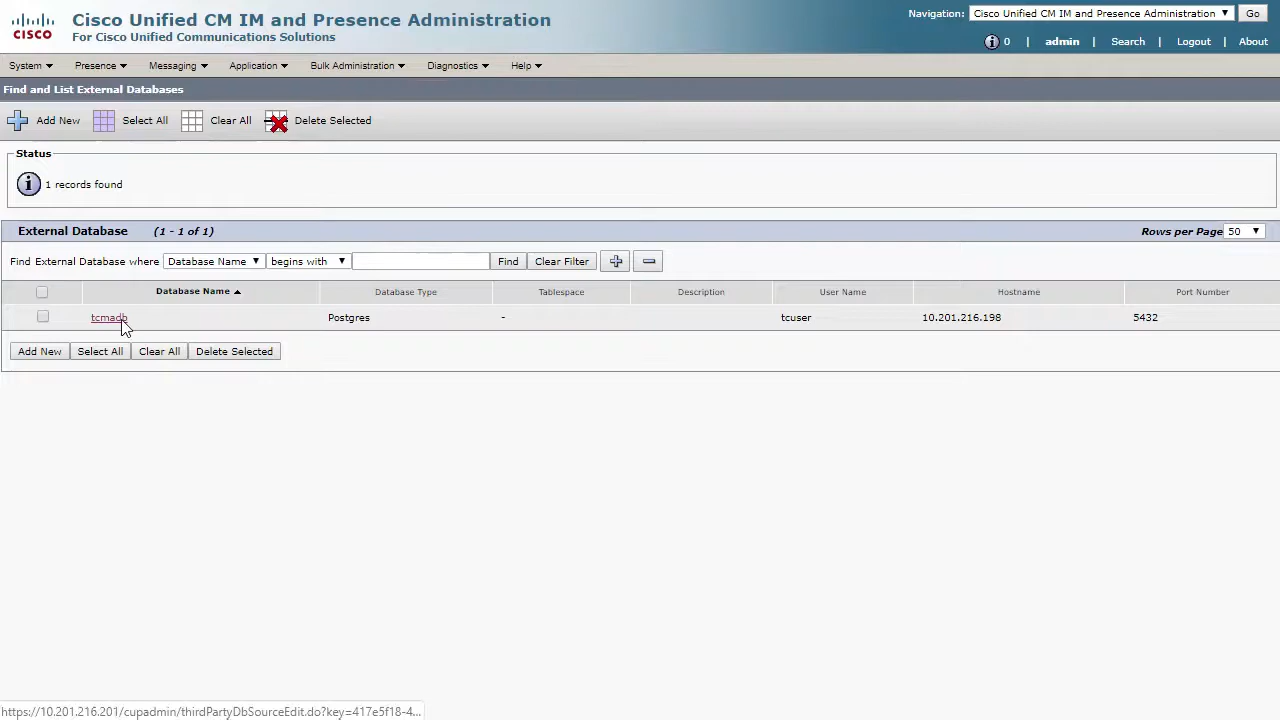 Cisco Unified CM IM and Presence Administration
For Cisco Unified Communications Solutions
CISCO
Navigation: Cisco Unified CM IM and Presence Administration Go
0 | admin | Search | Logout | About
System Presence Messaging Application Bulk Administration Diagnostics Help
Find and List External Databases
Add New Select All Clear All Delete Selected
Status
1 records found
External Database (1 - 1 of 1) Rows per Page 50
Find External Database where Database Name begins with Find Clear Filter
Database Name Database Type Tablespace Description User Name Hostname Port Number
tcmadb Postgres - tcuser 10.201.216.198 5432
Add New Select All Clear All Delete Selected
https://10.201.216.201/cupadmin/thirdPartyDbSourceEdit.do?key=417e5f18-4...